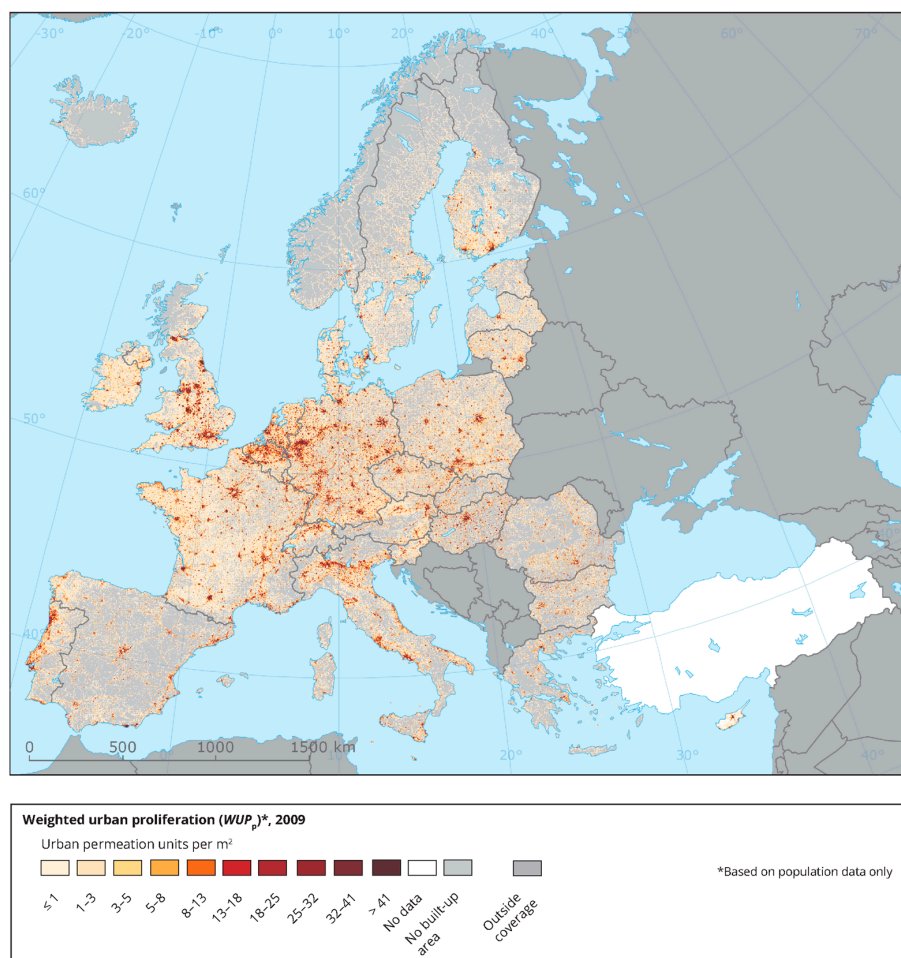 -30° -20° -10° 0° 10° 20° 30° 40° 50° 60° 70°
60°
50°
40°
0 500 1000 1500 km
10° 20° 30° 40°
Weighted urban proliferation (WUPp)*, 2009
Urban permeation units per m²
≤ 1
1–3
3–5
5–8
8–13
13–18
18–25
25–32
32–41
> 41
No data
No built-up
area
Outside
coverage
*Based on population data only